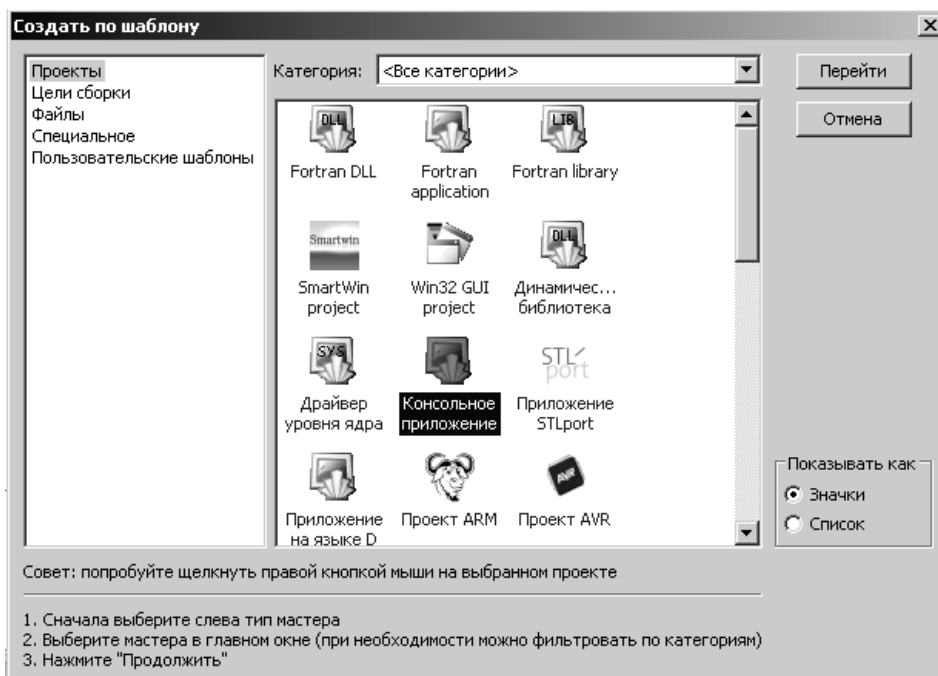 Создать по шаблону
Проекты
Цели сборки
Файлы
Специальное
Пользовательские шаблоны
Категория: <Все категории>
Перейти
Отмена
DLL
LIB
Fortran DLL
Fortran
application
Fortran library
Smartwin
DLL
SmartWin
project
Win32 GUI
project
Динамичес...
библиотека
SYS
STL
port
Драйвер
уровня ядра
Консольное
приложение
Приложение
STLport
AVR
Приложение
на языке D
Проект ARM
Проект AVR
Показывать как
Значки
Список
Совет: попробуйте щелкнуть правой кнопкой мыши на выбранном проекте
1. Сначала выберите слева тип мастера
2. Выберите мастера в главном окне (при необходимости можно фильтровать по категориям)
3. Нажмите "Продолжить"